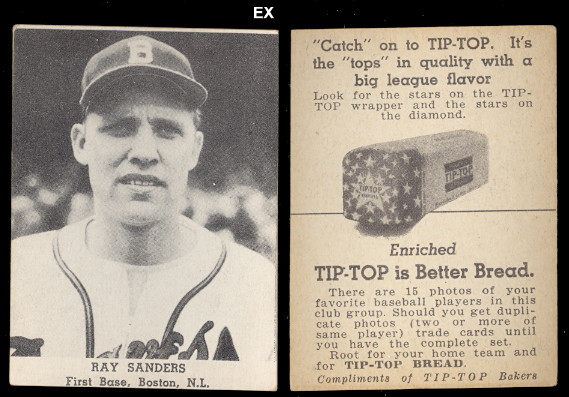 EX
B
RAY SANDERS
First Base, Boston, N.L.
"Catch" on to TIP-TOP. It's
the "tops" in quality with a
big league flavor
Look for the stars on the TIP-
TOP wrapper and the stars on
the diamond.
TIP-TOP
TIP-TOP
Enriched
TIP-TOP is Better Bread.
There are 15 photos of your
favorite baseball players in this
club group. Should you get dupli-
cate photos (two or more of
same player) trade cards until
you have the complete set.
Root for your home team and
for TIP-TOP BREAD.
Compliments of TIP-TOP Bakers